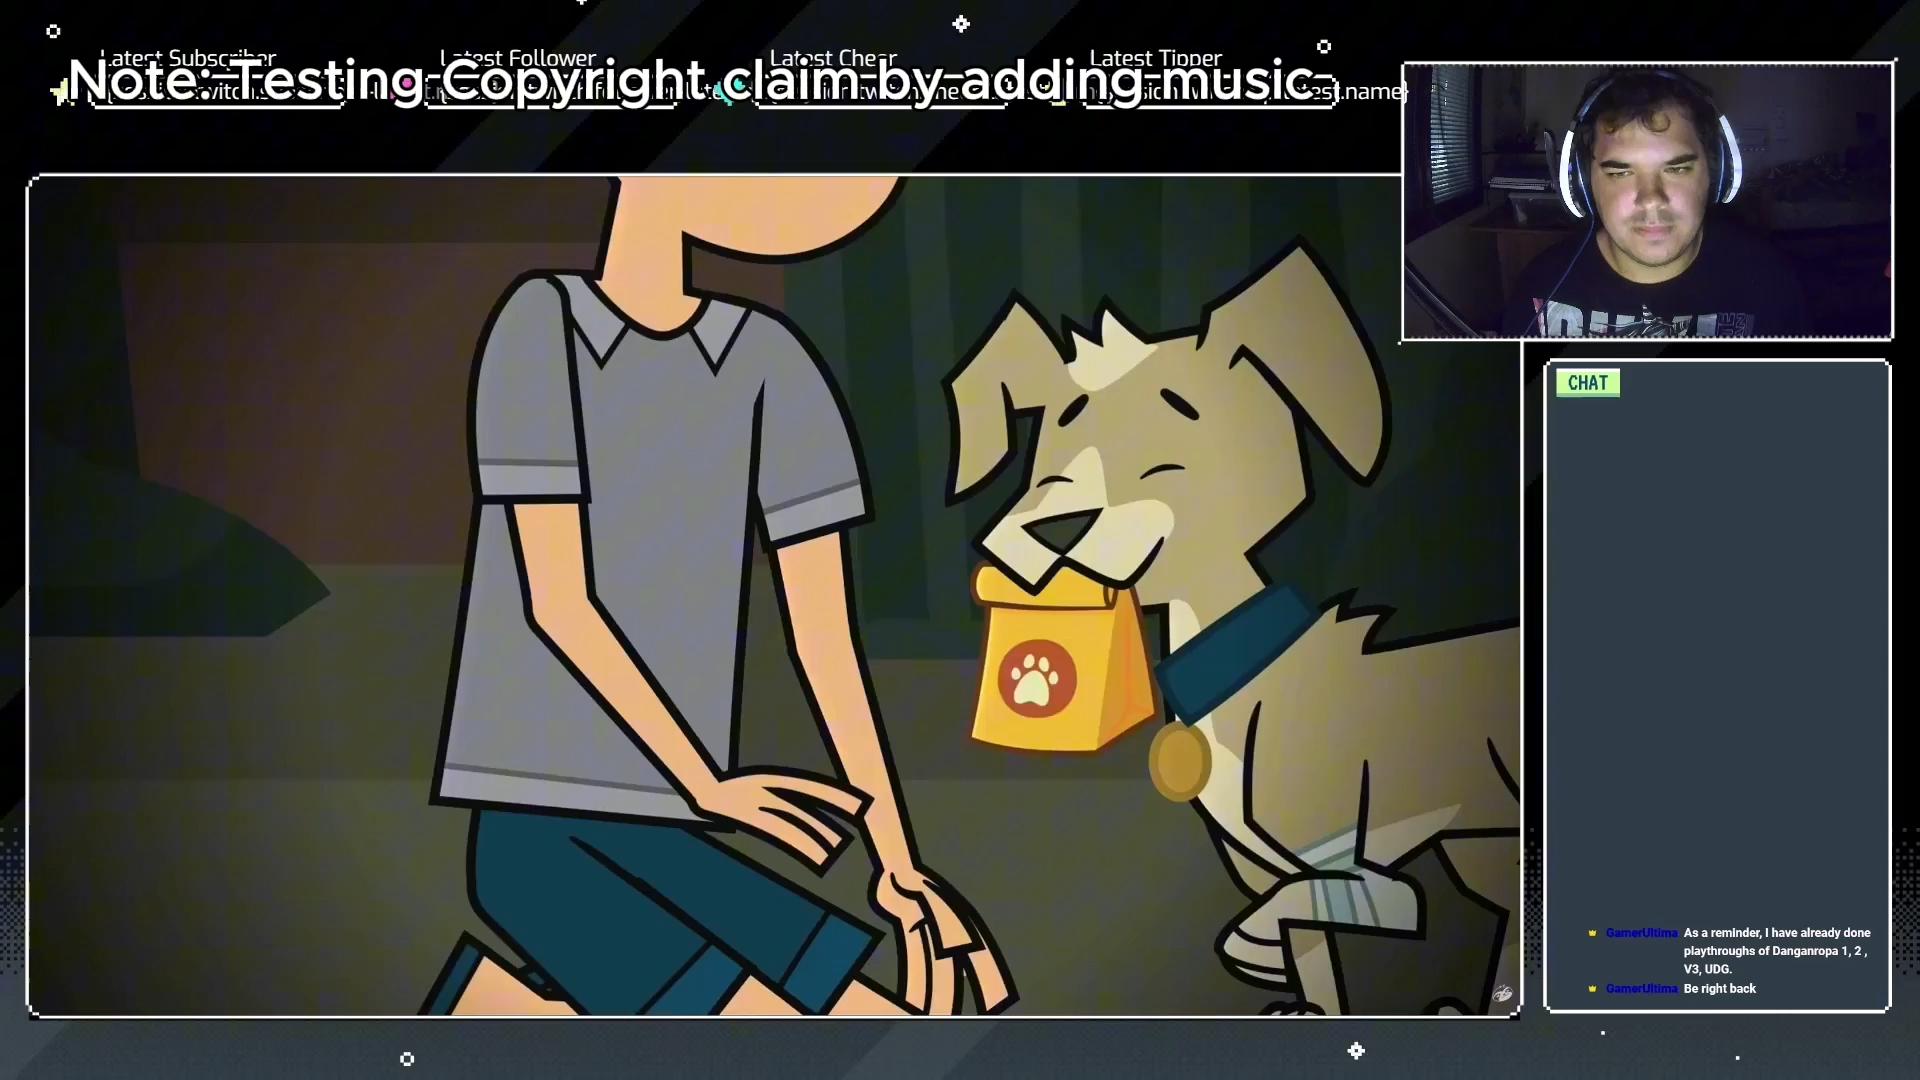 Latest Subscriber
Latest Follower
Latest Cheer
Latest Tipper
Note: Testing Copyright claim by adding music
CHAT
GamerUltima As a reminder, I have already done
playthroughs of Danganropa 1, 2 ,
V3, UDG.
GamerUltima Be right back